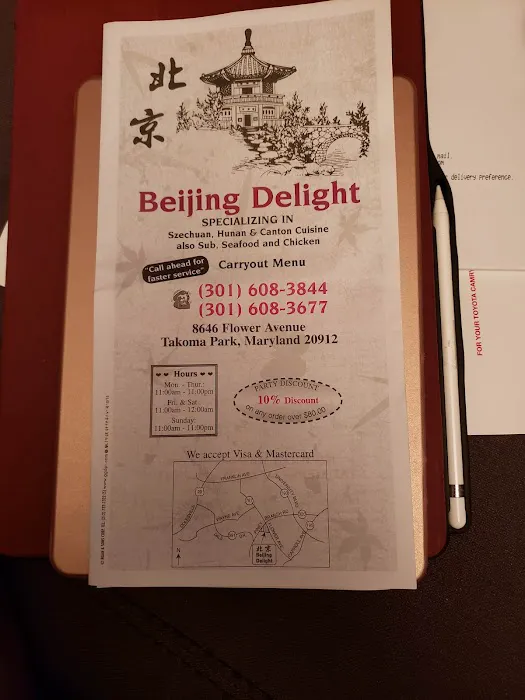 北
京
Beijing Delight
SPECIALIZING IN
Szechuan, Hunan & Canton Cuisine
also Sub, Seafood and Chicken
"Call ahead for
faster service"
Carryout Menu
(301) 608-3844
(301) 608-3677
8646 Flower Avenue
Takoma Park, Maryland 20912
Hours
Mon - Thur.:
11:00am - 11:00pm
Fri. & Sat.:
11:00am - 12:00am
Sunday:
11:00am - 11:00pm
PARTY DISCOUNT
10% Discount
on any order over $60.00
We accept Visa & Mastercard
FRANKLIN AVE
N
北京
Beijing
Delight
mail.
delivery preference.
FOR YOUR TOYOTA CAMRY